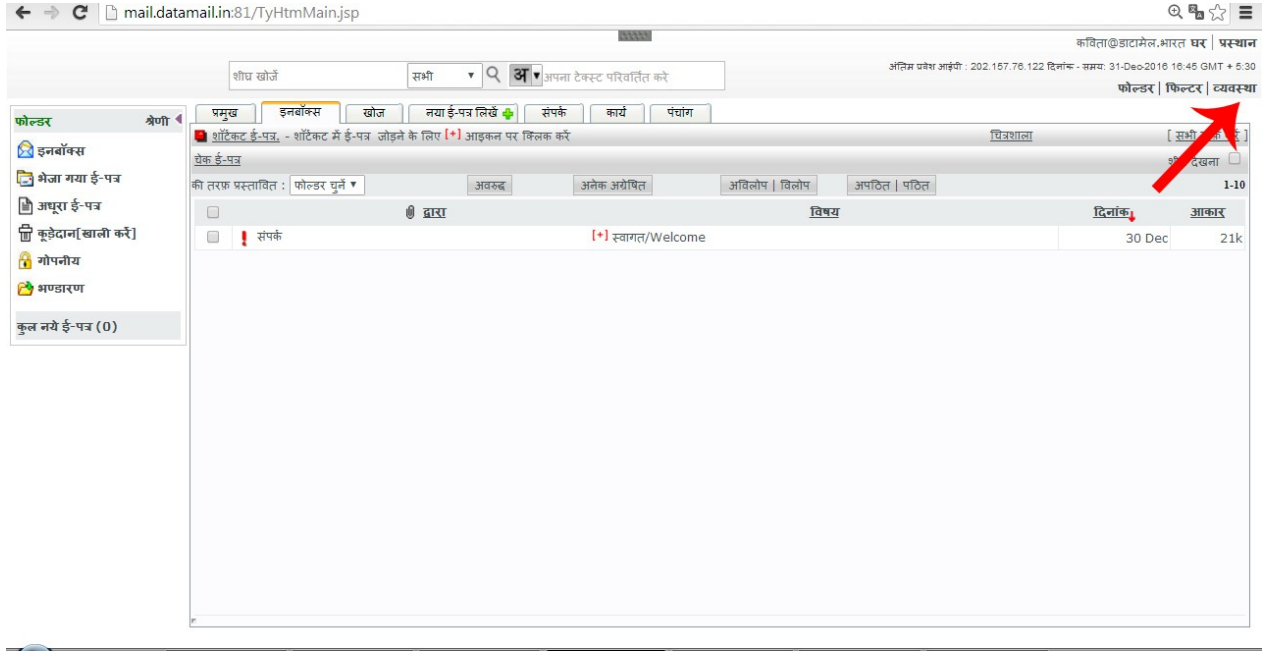 mail.datamail.in:81/TyHtmMain.jsp
कविता@डाटामेल.भारत घर | प्रस्थान
शीघ्र खोजें सभी अ अपना टेक्स्ट परिवर्तित करे
अंतिम प्रवेश आईपी : 202.157.76.122 दिनांक - समय: 31-Dec-2016 16:45 GMT + 5:30
फोल्डर | फिल्टर | व्यवस्था
फोल्डर श्रेणी
प्रमुख इनबॉक्स खोज नया ई-पत्र लिखें संपर्क कार्य पंचांग
शॉर्टकट ई-पत्र. - शॉर्टकट में ई-पत्र जोड़ने के लिए [+] आइकन पर क्लिक करें चित्रशाला [ सभी करें ]
चेक ई-पत्र देखना
की तरफ़ प्रस्तावित : फोल्डर चुनें अवरुद्ध अनेक अग्रेषित अविलोप | विलोप अपठित | पठित 1-10
द्वारा विषय दिनांक आकार
संपर्क [+] स्वागत/Welcome 30 Dec 21k
इनबॉक्स
भेजा गया ई-पत्र
अधूरा ई-पत्र
कूड़ेदान[खाली करें]
गोपनीय
भण्डारण
कुल नये ई-पत्र (0)